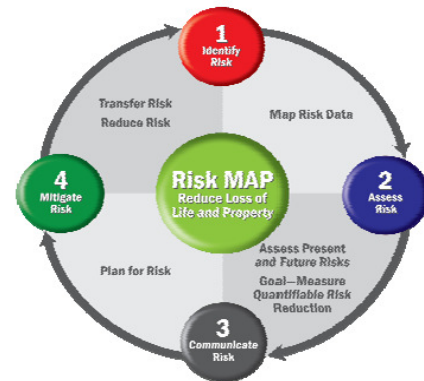 1
Identify
Risk
Transfer Risk
Reduce Risk
Map Risk Data
4
Mitigate
Risk
Risk MAP
Reduce Loss of
Life and Property
2
Assess
Risk
Plan for Risk
Assess Present
and Future Risks
Goal—Measure
Quantifiable Risk
Reduction
3
Communicate
Risk